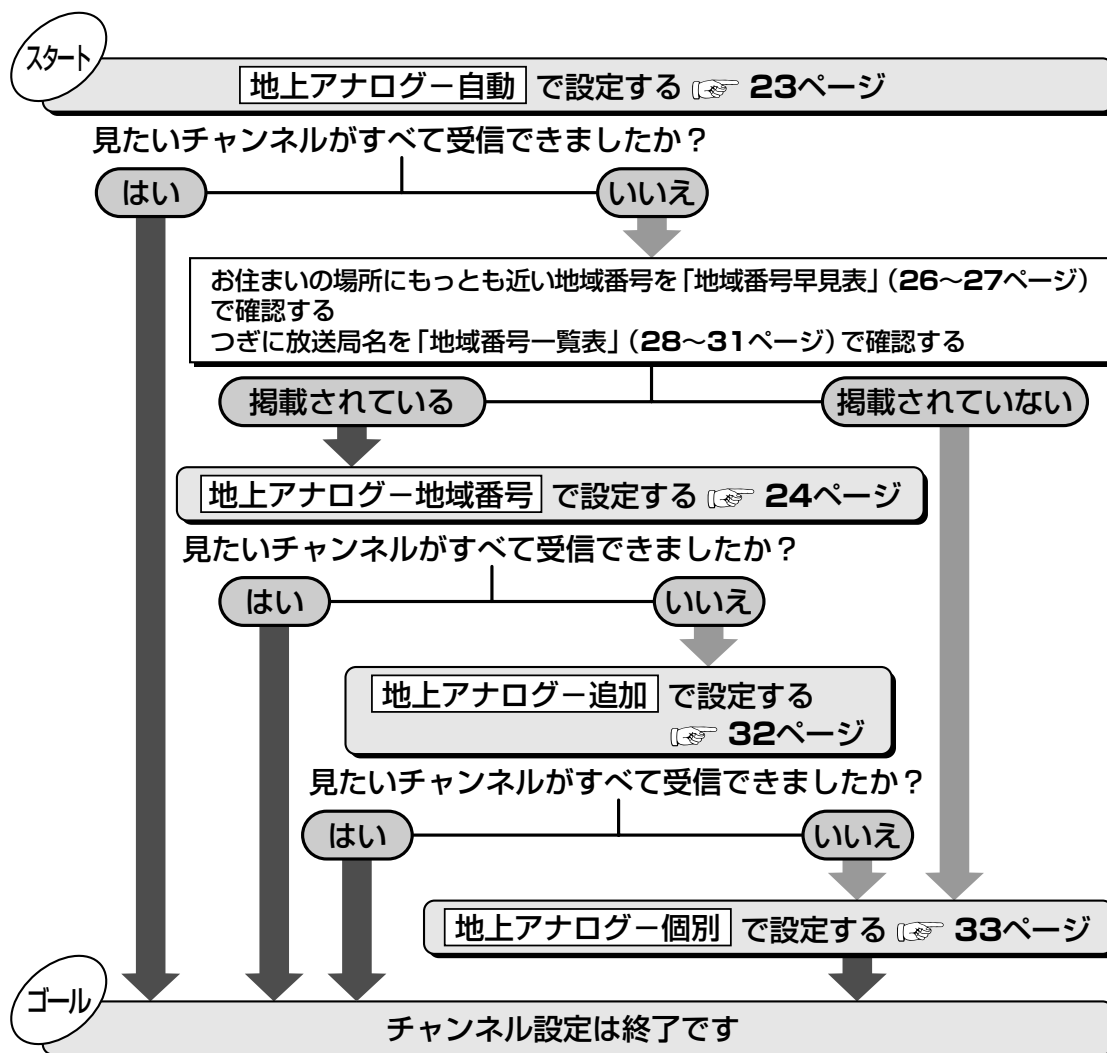 スタート
地上アナログー自動 で設定する ☞ 23ページ
見たいチャンネルがすべて受信できましたか？
はい
いいえ
お住まいの場所にもっとも近い地域番号を「地域番号早見表」（26〜27ページ）
で確認する
つぎに放送局名を「地域番号一覧表」（28〜31ページ）で確認する
掲載されている
掲載されていない
地上アナログー地域番号 で設定する ☞ 24ページ
見たいチャンネルがすべて受信できましたか？
はい
いいえ
地上アナログー追加 で設定する
☞ 32ページ
見たいチャンネルがすべて受信できましたか？
はい
いいえ
地上アナログー個別 で設定する ☞ 33ページ
ゴール
チャンネル設定は終了です